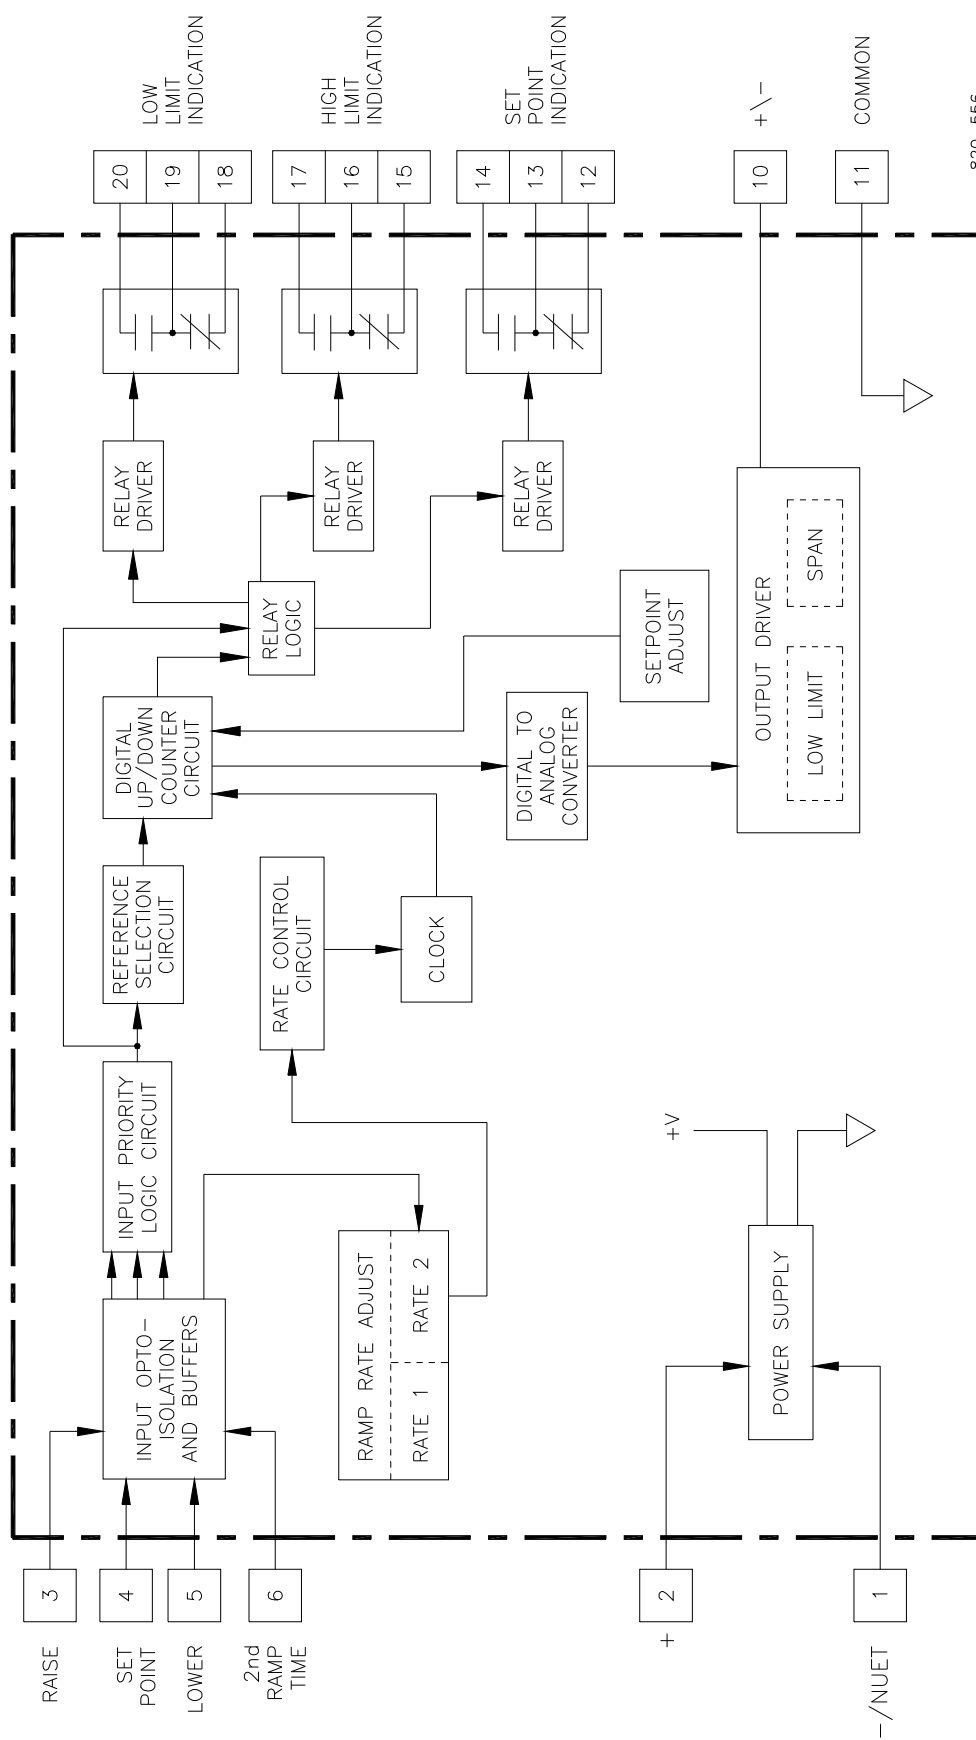 RAISE
3
SET
POINT
4
LOWER
5
2nd
RAMP
TIME
6
+
2
-/NUET
1
INPUT OPTO-
ISOLATION
AND BUFFERS
INPUT PRIORITY
LOGIC CIRCUIT
RAMP RATE ADJUST
RATE 1
RATE 2
POWER SUPPLY
+V
REFERENCE
SELECTION
CIRCUIT
RATE CONTROL
CIRCUIT
CLOCK
DIGITAL
UP/DOWN
COUNTER
CIRCUIT
DIGITAL TO
ANALOG
CONVERTER
RELAY
LOGIC
SETPOINT
ADJUST
OUTPUT DRIVER
LOW LIMIT
SPAN
RELAY
DRIVER
RELAY
DRIVER
RELAY
DRIVER
20
19
18
LOW
LIMIT
INDICATION
17
16
15
HIGH
LIMIT
INDICATION
14
13
12
SET
POINT
INDICATION
10
+\-
11
COMMON